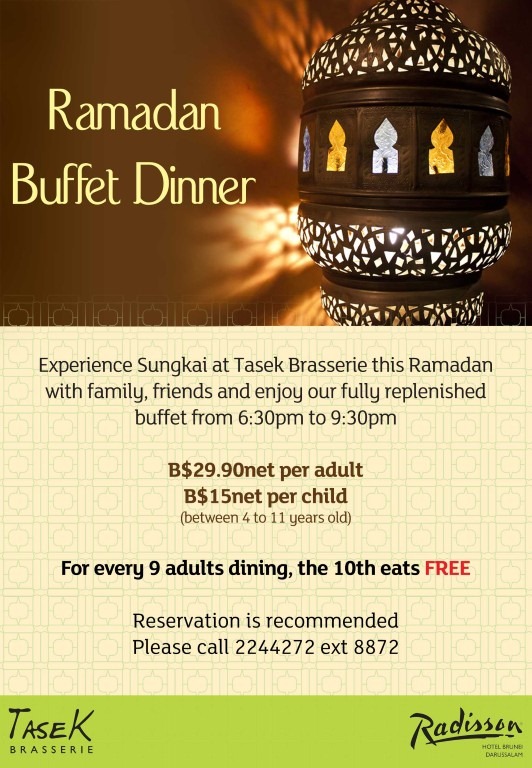 Ramadan
Buffet Dinner
Experience Sungkai at Tasek Brasserie this Ramadan
with family, friends and enjoy our fully replenished
buffet from 6:30pm to 9:30pm
B$29.90net per adult
B$15net per child
(between 4 to 11 years old)
For every 9 adults dining, the 10th eats FREE
Reservation is recommended
Please call 2244272 ext 8872
TASEK
BRASSERIE
Radisson
HOTEL BRUNEI
DARUSSALAM